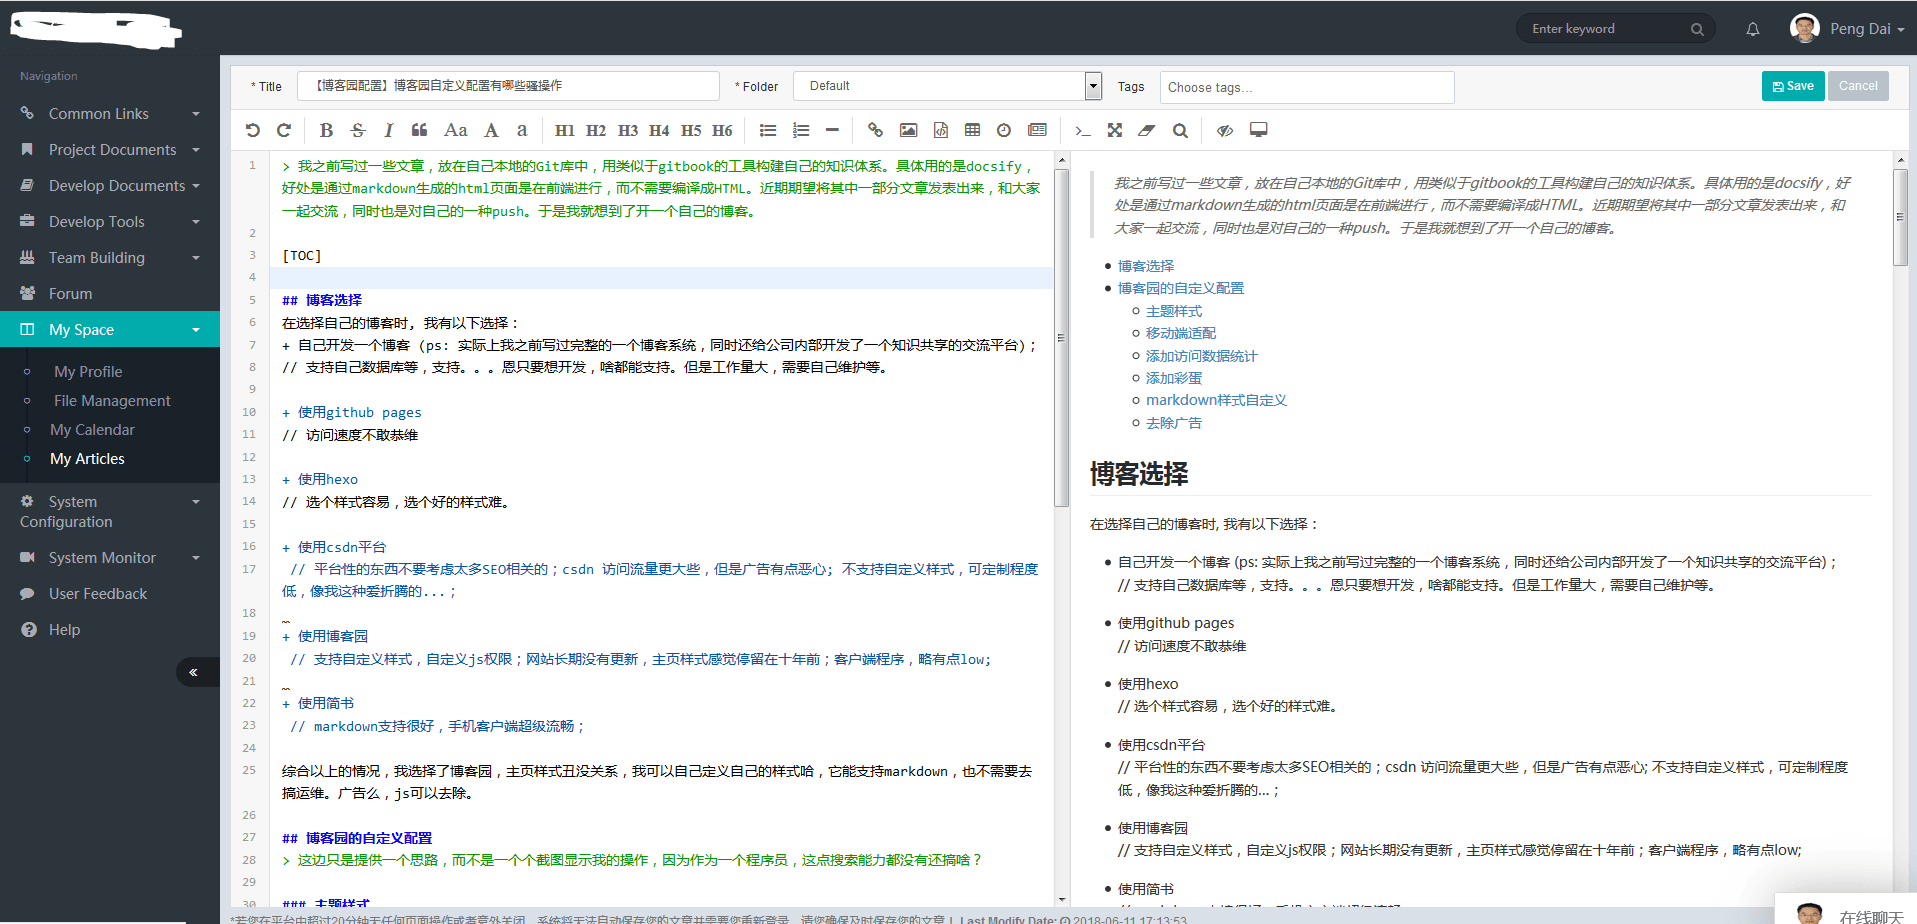 Enter keyword
Peng Dai
Navigation
Common Links
Project Documents
Develop Documents
Develop Tools
Team Building
Forum
My Space
My Profile
File Management
My Calendar
My Articles
System
Configuration
System Monitor
User Feedback
Help
* Title
【博客园配置】博客园自定义配置有哪些骚操作
* Folder
Default
Tags
Choose tags...
Save
Cancel
B S I Aa A a H1 H2 H3 H4 H5 H6
1 > 我之前写过一些文章，放在自己本地的Git库中，用类似于gitbook的工具构建自己的知识体系。具体用的是docsify，
好处是通过markdown生成的html页面是在前端进行，而不需要编译成HTML。近期期望将其中一部分文章发表出来，和大家
一起交流，同时也是对自己的一种push。于是我就想到了开一个自己的博客。
2
3 [TOC]
4
5 ## 博客选择
6 在选择自己的博客时, 我有以下选择：
7 + 自己开发一个博客 (ps: 实际上我之前写过完整的一个博客系统，同时还给公司内部开发了一个知识共享的交流平台)；
8 // 支持自己数据库等，支持。。。恩只要想开发，啥都能支持。但是工作量大，需要自己维护等。
9
10 + 使用github pages
11 // 访问速度不敢恭维
12
13 + 使用hexo
14 // 选个样式容易，选个好的样式难。
15
16 + 使用csdn平台
17 // 平台性的东西不要考虑太多SEO相关的；csdn 访问流量更大些，但是广告有点恶心; 不支持自定义样式，可定制程度
低，像我这种爱折腾的...；
18
19 + 使用博客园
20 // 支持自定义样式，自定义js权限；网站长期没有更新，主页样式感觉停留在十年前；客户端程序，略有点low;
21
22 + 使用简书
23 // markdown支持很好，手机客户端超级流畅；
24
25 综合以上的情况，我选择了博客园，主页样式丑没关系，我可以自己定义自己的样式哈，它能支持markdown，也不需要去
搞运维。广告么，js可以去除。
26
27 ## 博客园的自定义配置
28 > 这边只是提供一个思路，而不是一个个截图显示我的操作，因为作为一个程序员，这点搜索能力都没有还搞啥？
29
30 ### 主题样式
我之前写过一些文章，放在自己本地的Git库中，用类似于gitbook的工具构建自己的知识体系。具体用的是docsify，好
处是通过markdown生成的html页面是在前端进行，而不需要编译成HTML。近期期望将其中一部分文章发表出来，和
大家一起交流，同时也是对自己的一种push。于是我就想到了开一个自己的博客。
博客选择
博客园的自定义配置
主题样式
移动端适配
添加访问数据统计
添加彩蛋
markdown样式自定义
去除广告
博客选择
在选择自己的博客时, 我有以下选择：
自己开发一个博客 (ps: 实际上我之前写过完整的一个博客系统，同时还给公司内部开发了一个知识共享的交流平台)；
// 支持自己数据库等，支持。。。恩只要想开发，啥都能支持。但是工作量大，需要自己维护等。
使用github pages
// 访问速度不敢恭维
使用hexo
// 选个样式容易，选个好的样式难。
使用csdn平台
// 平台性的东西不要考虑太多SEO相关的；csdn 访问流量更大些，但是广告有点恶心; 不支持自定义样式，可定制程度
低，像我这种爱折腾的...；
使用博客园
// 支持自定义样式，自定义js权限；网站长期没有更新，主页样式感觉停留在十年前；客户端程序，略有点low;
使用简书
*若您在平台中超过20分钟无任何页面操作或者意外关闭，系统将无法自动保存您的文章并需要您重新登录，请您确保及时保存您的文章！ Last Modify Date: 2018-06-11 17:13:53
在线聊天